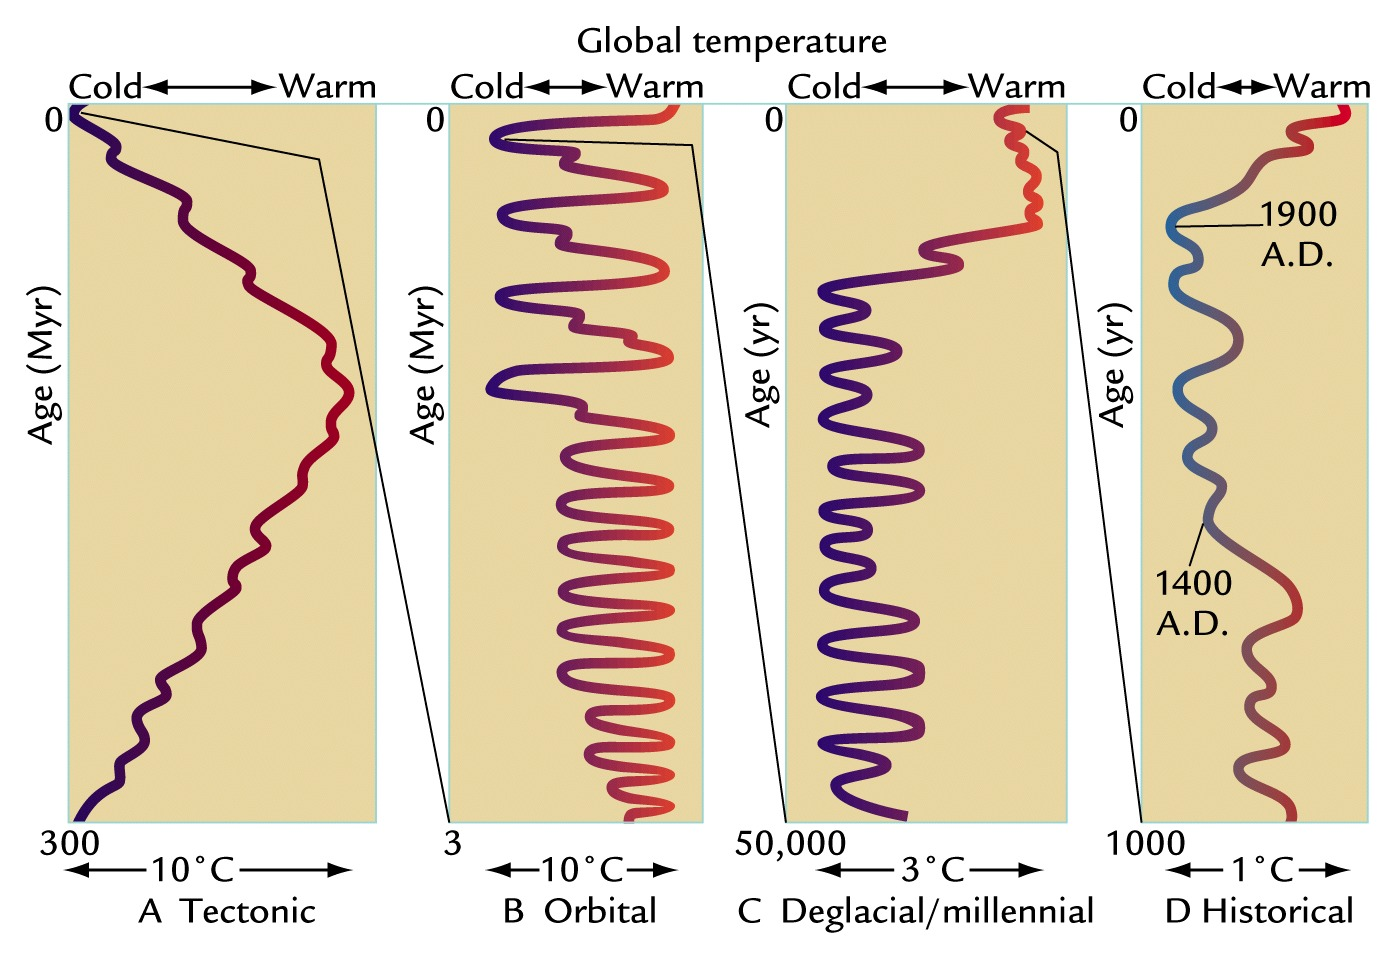 Global temperature
Cold Warm Cold Warm Cold Warm Cold Warm
0 0 0 0
Age (Myr)
Age (Myr)
Age (yr)
Age (yr)
1900
A.D.
1400
A.D.
300 3 50,000 1000
10˚C 10˚C 3˚C 1˚C
A Tectonic B Orbital C Deglacial/millennial D Historical